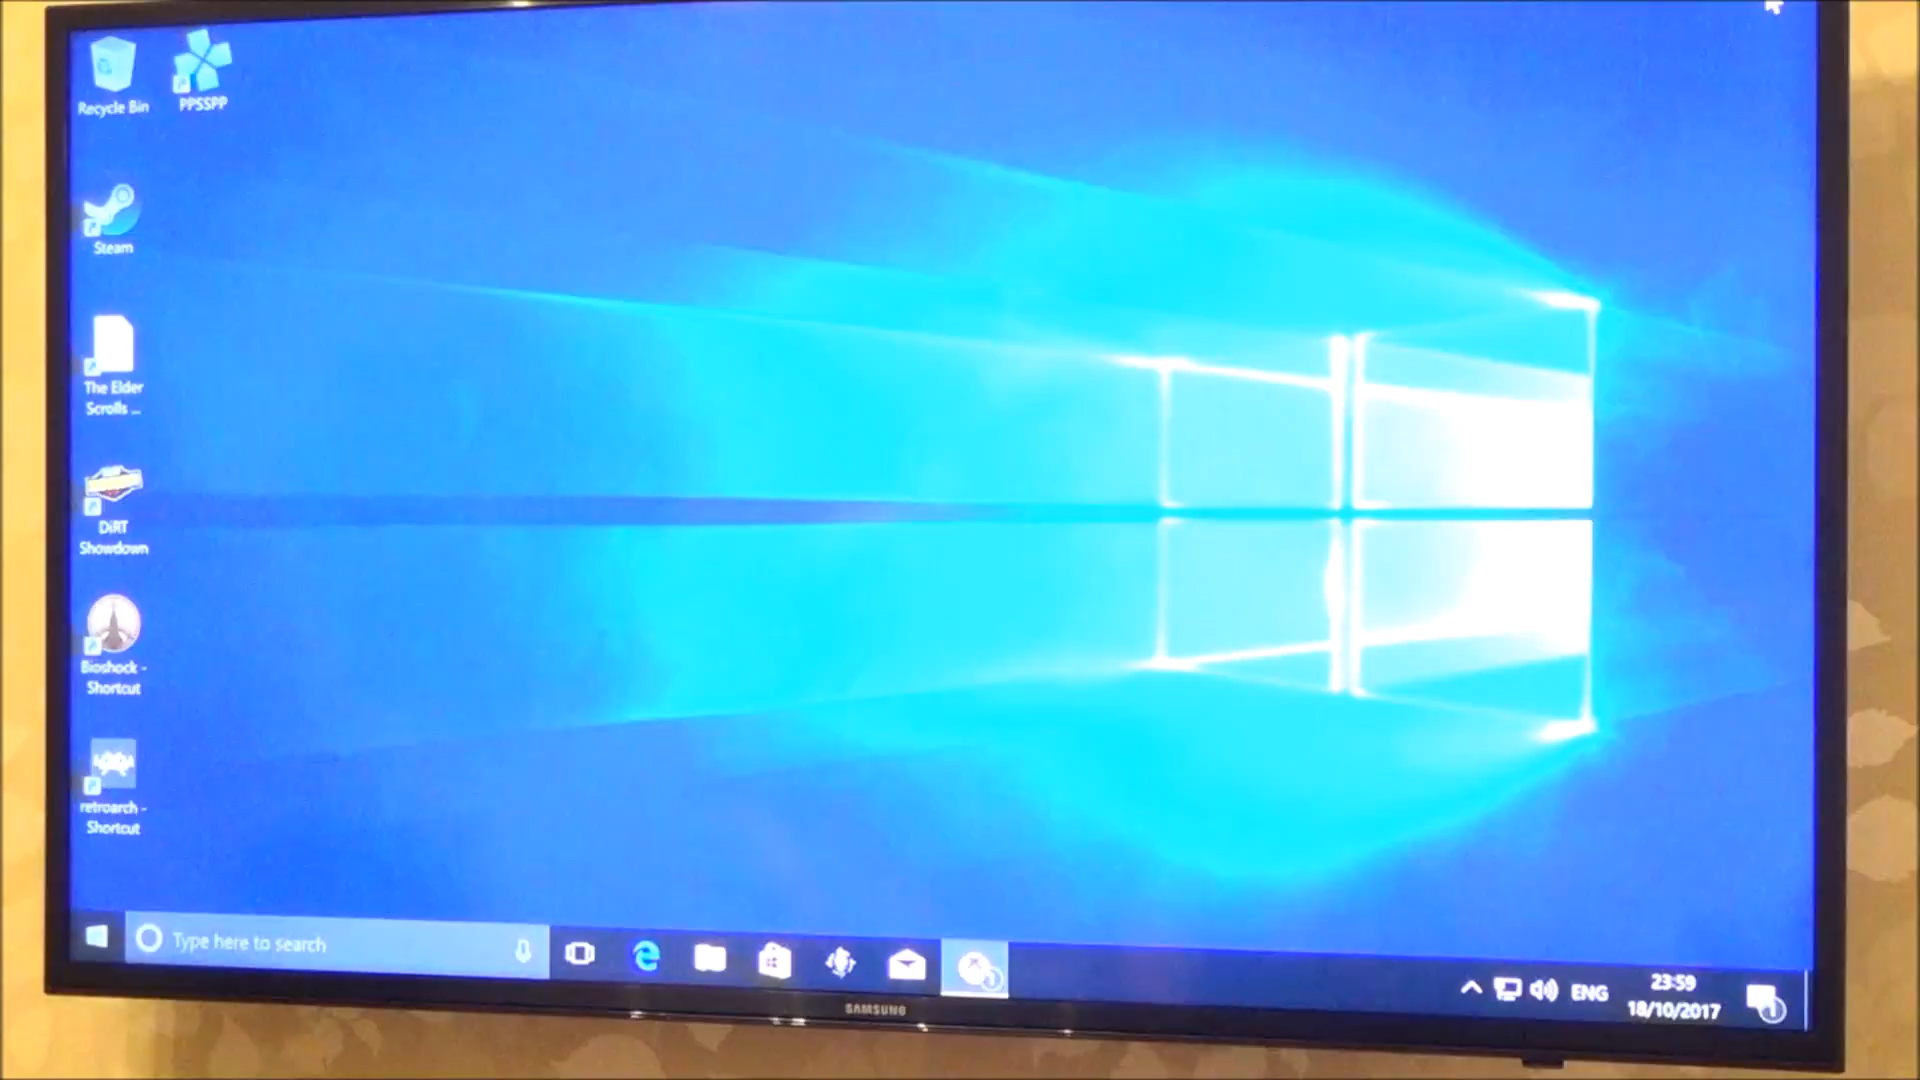 Recycle Bin
PPSSPP
Steam
The Elder
Scrolls ...
DiRT
Showdown
Bioshock -
Shortcut
retroarch -
Shortcut
Type here to search
ENG
23:59
18/10/2017
1
SAMSUNG